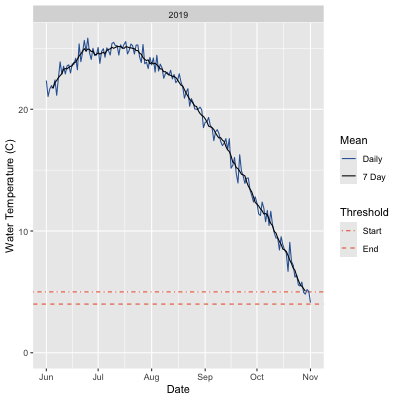 2019
Water Temperature (C)
20
10
0
Jun Jul Aug Sep Oct Nov
Date
Mean
Daily
7 Day
Threshold
Start
End